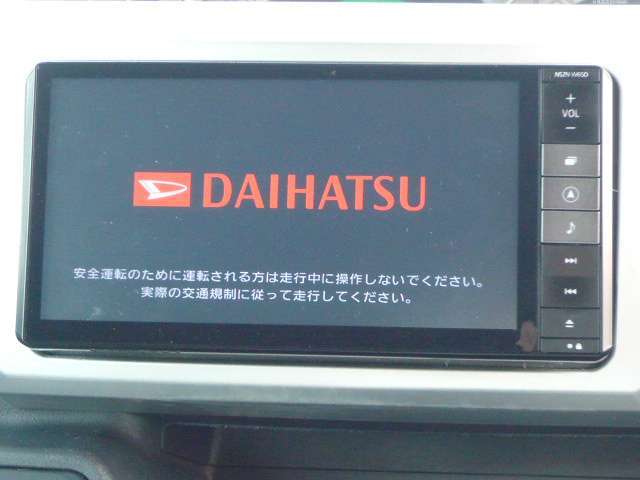 NSZN-W65D
+
VOL
−
DAIHATSU
安全運転のために運転される方は走行中に操作しないでください。
実際の交通規制に従って走行してください。